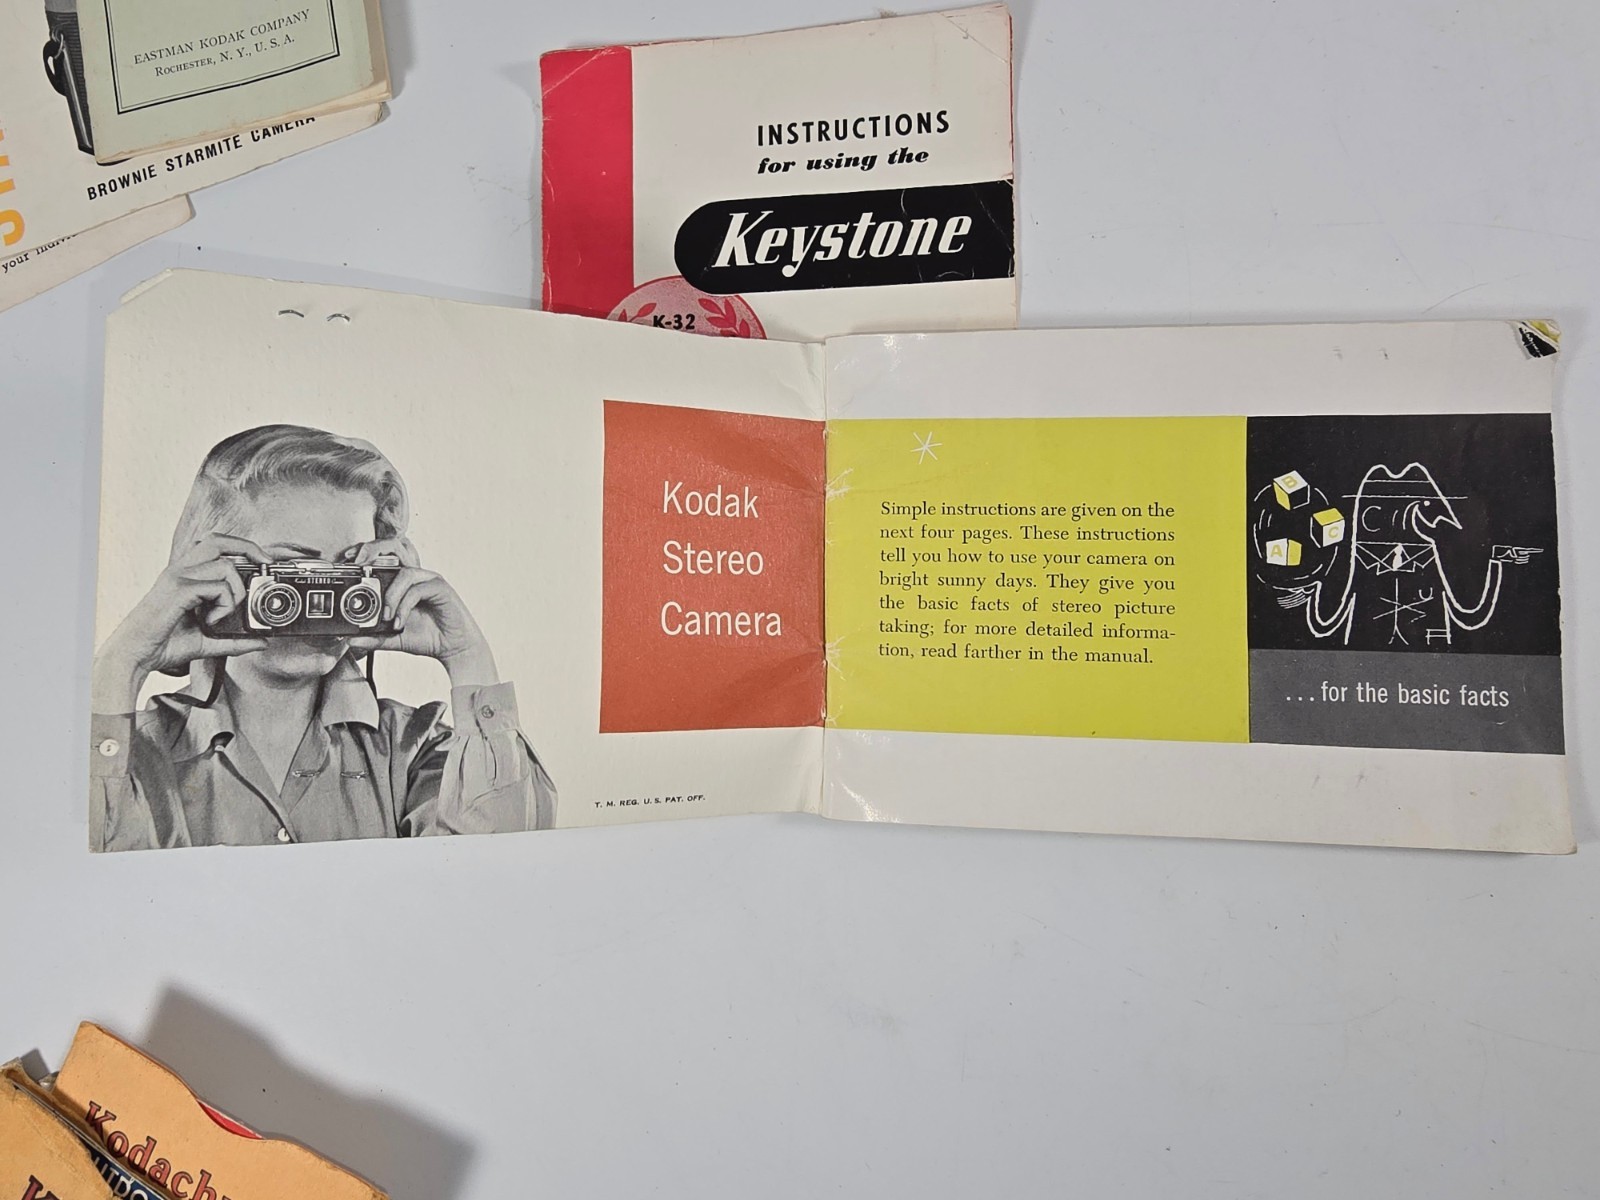 EASTMAN KODAK COMPANY
ROCHESTER, N. Y., U. S. A.
BROWNIE STARMITE CAMERA
your
INSTRUCTIONS
for using the
Keystone
K-32
STEREO
Kodak
Stereo
Camera
T. M. REG. U. S. PAT. OFF.
Simple instructions are given on the
next four pages. These instructions
tell you how to use your camera on
bright sunny days. They give you
the basic facts of stereo picture
taking; for more detailed informa-
tion, read farther in the manual.
B
C
A
...for the basic facts
Kodach